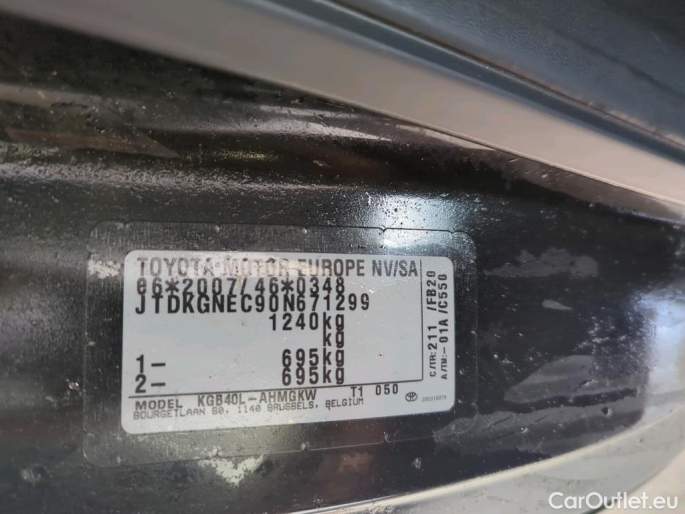 TOYOTA MOTOR EUROPE NV/SA
e6*2007/46*0348
JTDKGNEC90N671299
1240kg
kg
1- 695kg
2- 695kg
MODEL KGB40L-AHMGKW T1 050
BOURGETLAAN 60, 1140 BRUSSELS, BELGIUM
C/TR: 211 /FB20
A/TM: -01A /C550
CarOutlet.eu